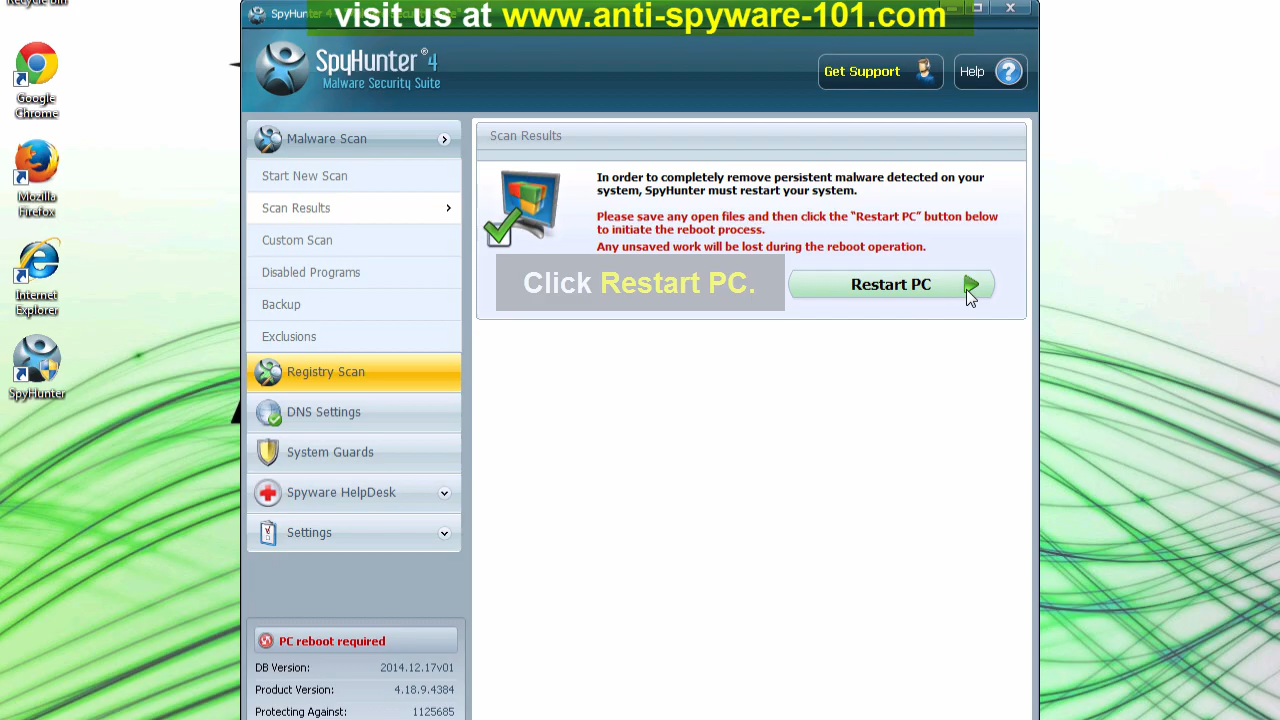 Recycle Bin
visit us at www.anti-spyware-101.com
SpyHunter 4
SpyHunter® 4
Malware Security Suite
Get Support
Help
Google
Chrome
Mozilla
Firefox
Internet
Explorer
SpyHunter
Malware Scan
Start New Scan
Scan Results
Custom Scan
Disabled Programs
Backup
Exclusions
Registry Scan
DNS Settings
System Guards
Spyware HelpDesk
Settings
PC reboot required
DB Version: 2014.12.17v01
Product Version: 4.18.9.4384
Protecting Against: 1125685
Scan Results
In order to completely remove persistent malware detected on your
system, SpyHunter must restart your system.
Please save any open files and then click the “Restart PC” button below
to initiate the reboot process.
Any unsaved work will be lost during the reboot operation.
Click Restart PC.
Restart PC